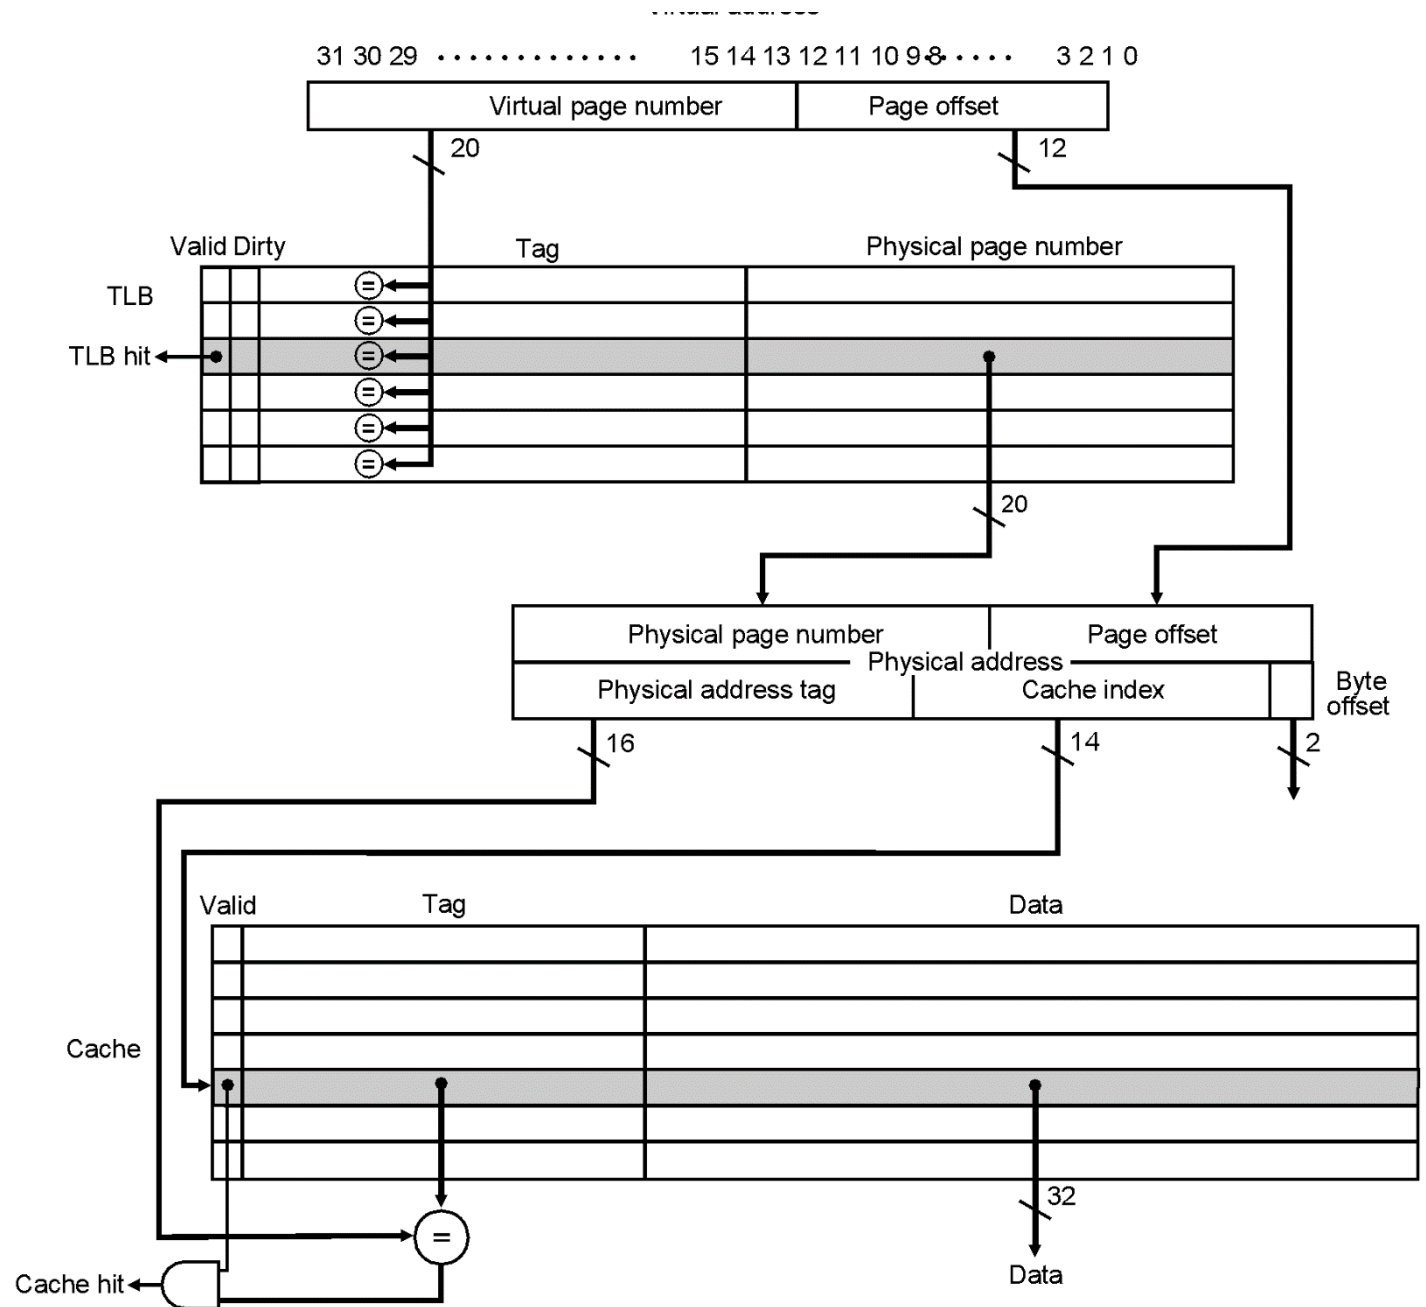 Virtual address
31 30 29 ············· 15 14 13 12 11 10 9 8 ······ 3 2 1 0
Virtual page number
Page offset
20
12
Valid Dirty
Tag
Physical page number
TLB
=
=
TLB hit
=
=
=
=
20
Physical page number
Page offset
Physical address
Physical address tag
Cache index
Byte
offset
16
14
2
Valid
Tag
Data
Cache
32
=
Data
Cache hit